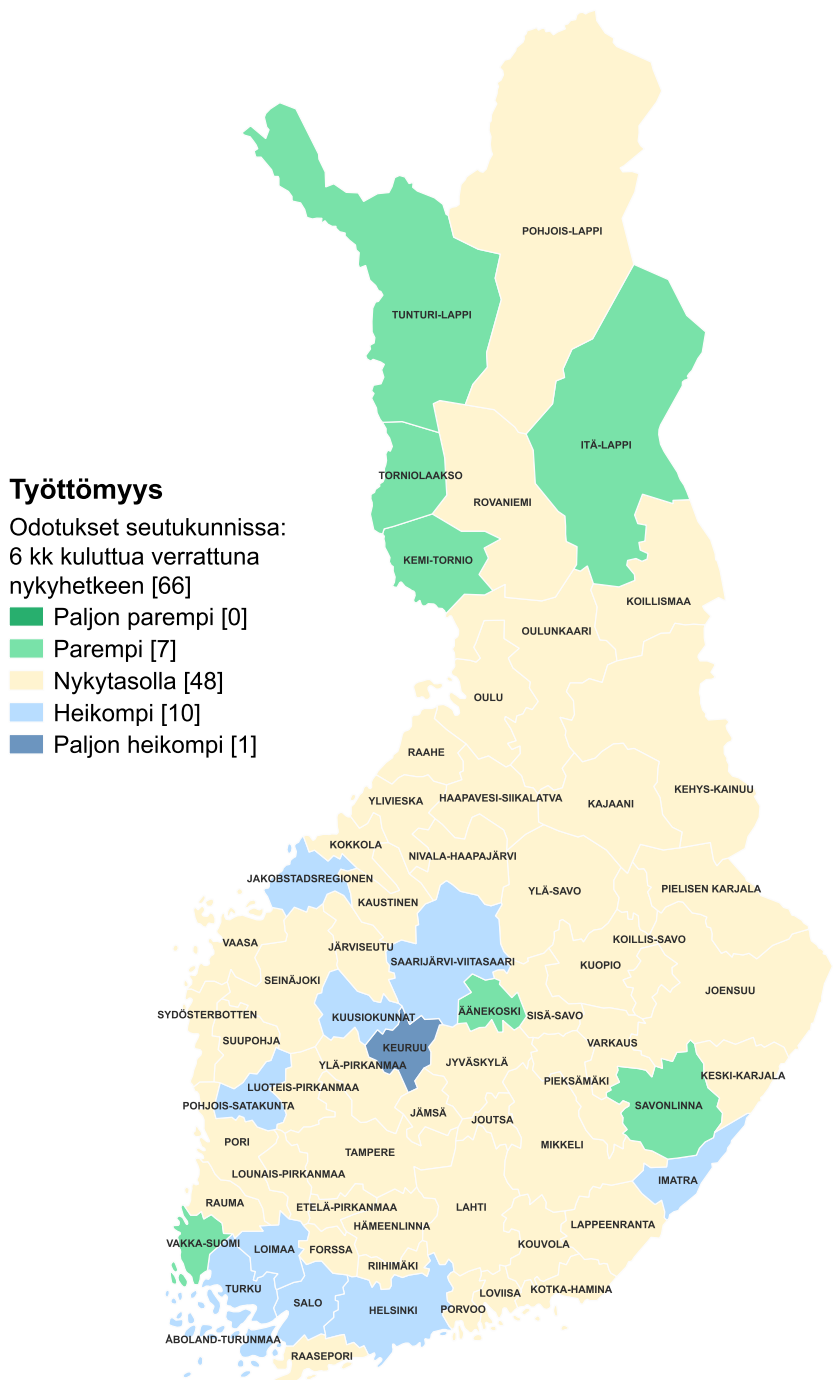 POHJOIS-LAPPI
TUNTURI-LAPPI
ITÄ-LAPPI
TORNIOLAAKSO
ROVANIEMI
Työttömyys
Odotukset seutukunnissa:
6 kk kuluttua verrattuna
nykyhetkeen [66]
Paljon parempi [0]
Parempi [7]
Nykytasolla [48]
Heikompi [10]
Paljon heikompi [1]
KEMI-TORNIO
KOILLISMAA
OULUNKAARI
OULU
RAAHE
KEHYS-KAINUU
YLIVIESKA
HAAPAVESI-SIIKALATVA
KAJAANI
KOKKOLA
NIVALA-HAAPAJÄRVI
JAKOBSTADSREGIONEN
YLÄ-SAVO
PIELISEN KARJALA
KAUSTINEN
VAASA
JÄRVISEUTU
KOILLIS-SAVO
SAARIJÄRVI-VIITASAARI
KUOPIO
SEINÄJOKI
JOENSUU
SYDÖSTERBOTTEN
KUUSIOKUNNAT
ÄÄNEKOSKI
SISÄ-SAVO
SUUPOHJA
KEURUU
VARKAUS
YLÄ-PIRKANMAA
JYVÄSKYLÄ
KESKI-KARJALA
LUOTEIS-PIRKANMAA
PIEKSÄMÄKI
POHJOIS-SATAKUNTA
SAVONLINNA
JÄMSÄ
JOUTSA
PORI
TAMPERE
MIKKELI
LOUNAIS-PIRKANMAA
IMATRA
RAUMA
ETELÄ-PIRKANMAA
LAHTI
HÄMEENLINNA
LAPPEENRANTA
VAKKA-SUOMI
LOIMAA
FORSSA
KOUVOLA
RIIHIMÄKI
TURKU
LOVIISA
KOTKA-HAMINA
SALO
HELSINKI
PORVOO
ÅBOLAND-TURUNMAA
RAASEPORI